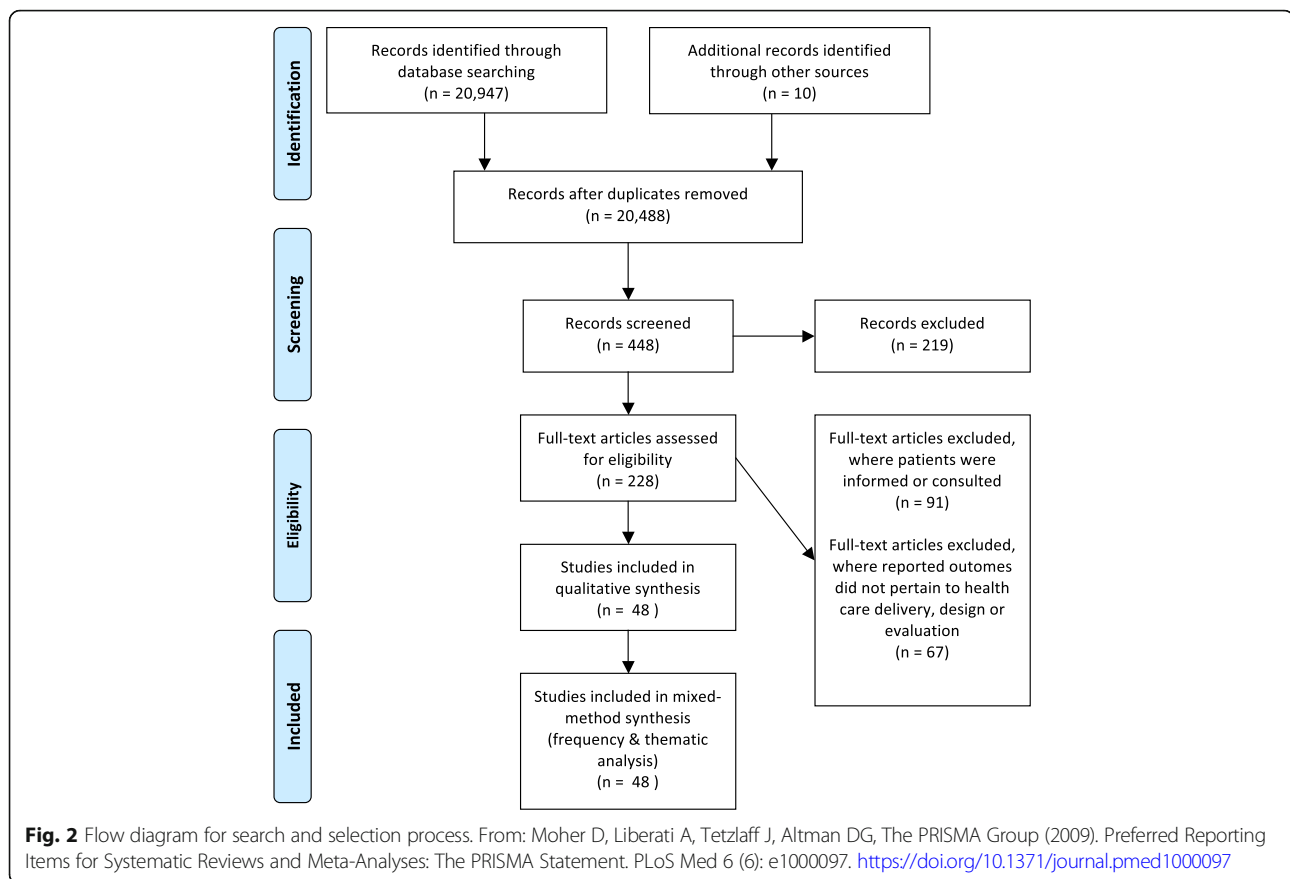 Identification
Records identified through
database searching
(n = 20,947)
Additional records identified
through other sources
(n = 10)
Records after duplicates removed
(n = 20,488)
Screening
Records screened
(n = 448)
Records excluded
(n = 219)
Eligibility
Full-text articles assessed
for eligibility
(n = 228)
Full-text articles excluded,
where patients were
informed or consulted
(n = 91)
Full-text articles excluded,
where reported outomes
did not pertain to health
care delivery, design or
evaluation
(n = 67)
Studies included in
qualitative synthesis
(n = 48 )
Included
Studies included in mixed-
method synthesis
(frequency & thematic
analysis)
(n = 48 )
Fig. 2 Flow diagram for search and selection process. From: Moher D, Liberati A, Tetzlaff J, Altman DG, The PRISMA Group (2009). Preferred Reporting
Items for Systematic Reviews and Meta-Analyses: The PRISMA Statement. PLoS Med 6 (6): e1000097. https://doi.org/10.1371/journal.pmed1000097